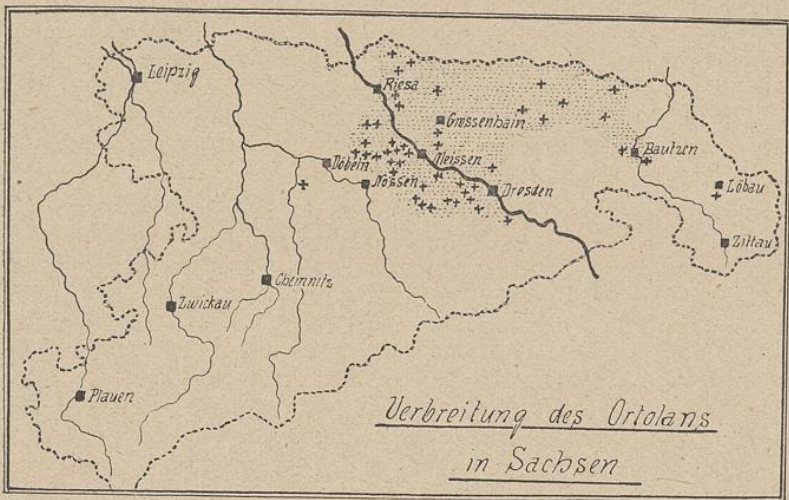 Leipzig
Riesa
Grossenhain
Döbeln
Meissen
Nossen
Dresden
Bautzen
Löbau
Zittau
Chemnitz
Zwickau
Plauen
Verbreitung des Ortolans
in Sachsen